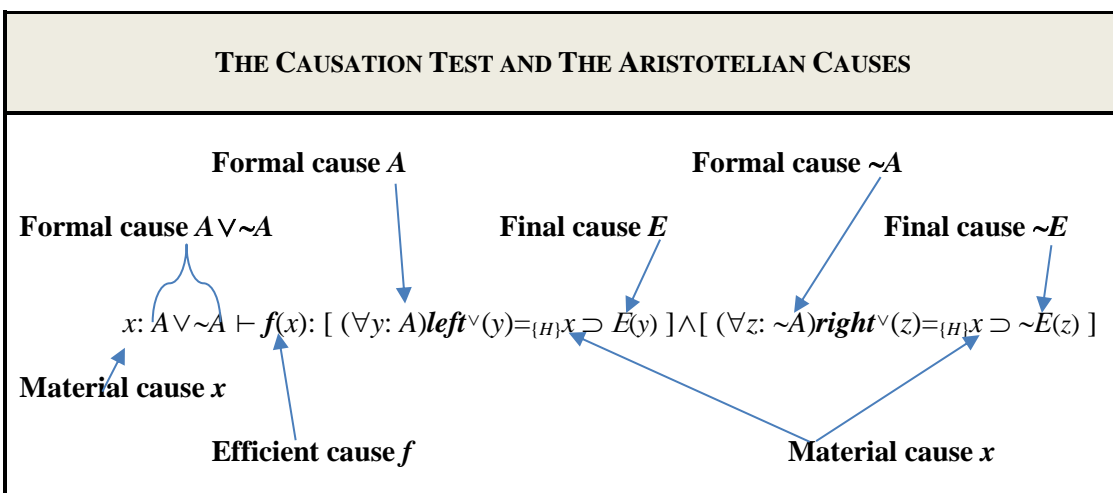 THE CAUSATION TEST AND THE ARISTOTELIAN CAUSES
Formal cause A Formal cause ~A
Formal cause A∨~A Final cause E Final cause ~E
x: A∨~A ⊢ f(x): [ (∀y: A)left∨(y)={H}x ⊃ E(y) ]∧[ (∀z: ~A)right∨(z)={H}x ⊃ ~E(z) ]
Material cause x
Efficient cause f Material cause x